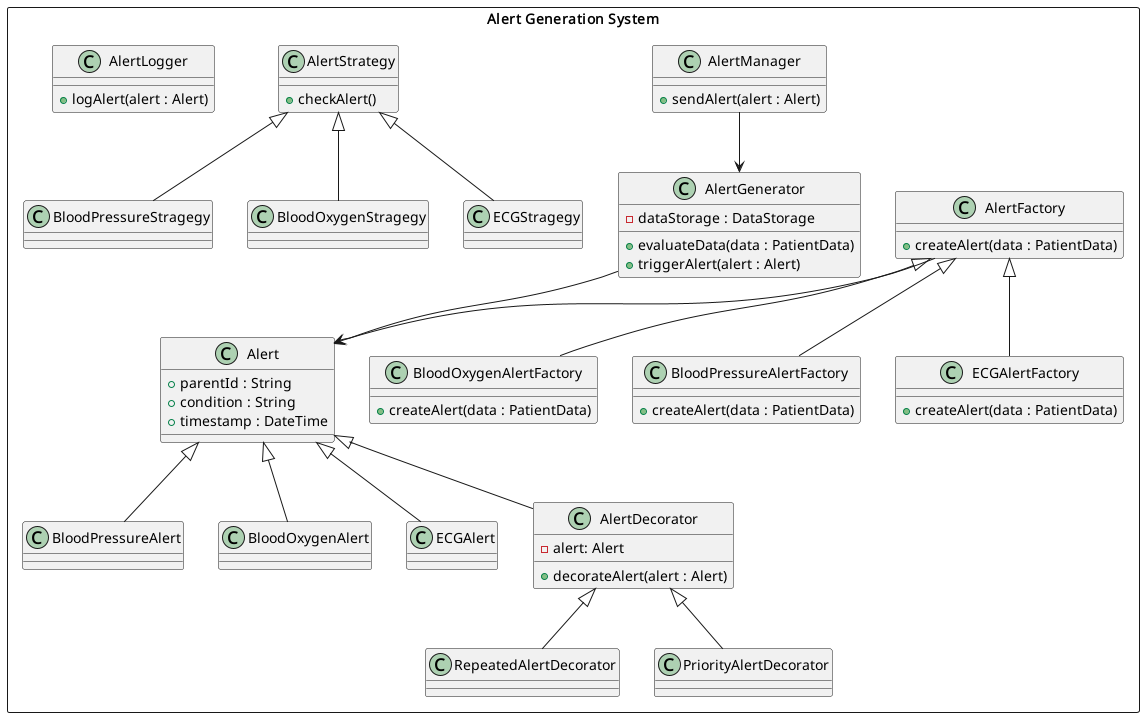 Alert Generation System
C AlertLogger
logAlert(alert : Alert)
C AlertStrategy
checkAlert()
C AlertManager
sendAlert(alert : Alert)
C BloodPressureStragegy
C BloodOxygenStragegy
C ECGStragegy
C AlertGenerator
dataStorage : DataStorage
evaluateData(data : PatientData)
triggerAlert(alert : Alert)
C AlertFactory
createAlert(data : PatientData)
C Alert
parentId : String
condition : String
timestamp : DateTime
C BloodOxygenAlertFactory
createAlert(data : PatientData)
C BloodPressureAlertFactory
createAlert(data : PatientData)
C ECGAlertFactory
createAlert(data : PatientData)
C BloodPressureAlert
C BloodOxygenAlert
C ECGAlert
C AlertDecorator
alert: Alert
decorateAlert(alert : Alert)
C RepeatedAlertDecorator
C PriorityAlertDecorator